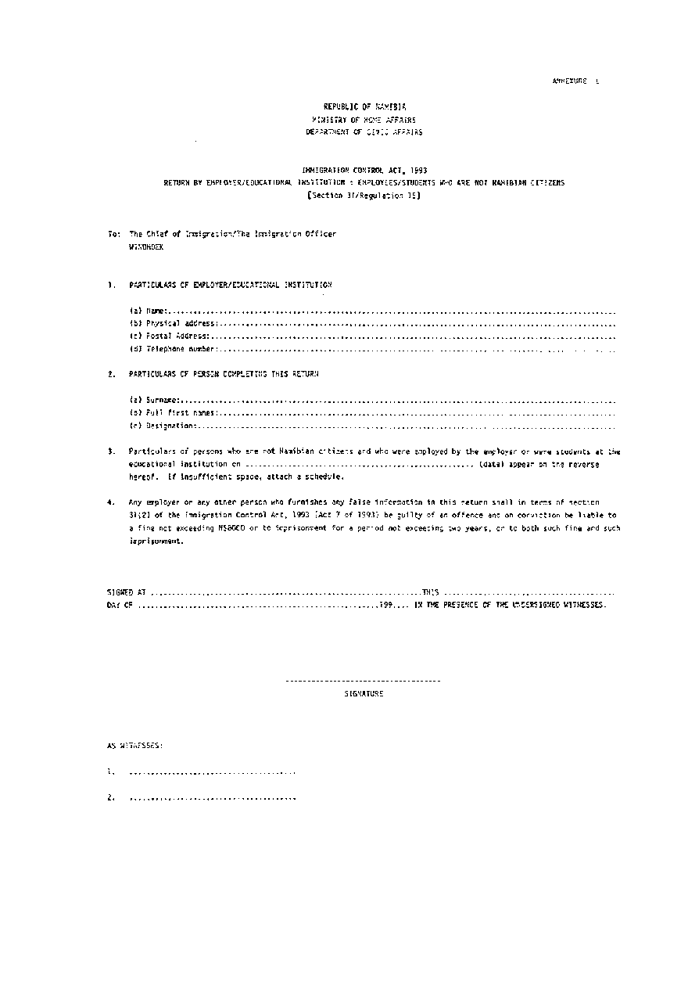 ANNEXURE
REPUBLIC OF NAMIBIA
MINISTRY OF HOME AFFAIRS
DEPARTMENT OF CIVIC AFFAIRS
IMMIGRATION CONTROL ACT, 1993
RETURN BY EMPLOYER/EDUCATIONAL INSTITUTION : EMPLOYEES/STUDENTS WHO ARE NOT NAMIBIAN CITIZENS
[Section 31/Regulation 15]
To: The Chief of Immigration/The Immigration Officer
WINDHOEK
1. PARTICULARS OF EMPLOYER/EDUCATIONAL INSTITUTION
(a) Name:..........................................................................................................
(b) Physical address:..............................................................................................
(c) Postal Address:................................................................................................
(d) Telephone number:..............................................................................................
2. PARTICULARS OF PERSON COMPLETING THIS RETURN
(a) Surname:.......................................................................................................
(b) Full first names:..............................................................................................
(c) Designation:...................................................................................................
3. Particulars of persons who are not Namibian citizens and who were employed by the employer or were students at the
educational institution on ..................................................... (date) appear on the reverse
hereof. If insufficient space, attach a schedule.
4. Any employer or any other person who furnishes any false information in this return shall in terms of section
31(2) of the Immigration Control Act, 1993 (Act 7 of 1993) be guilty of an offence and on conviction be liable to
a fine not exceeding or to imprisonment for a period not exceeding two years, or to both such fine and such
imprisonment.
SIGNED AT ...............................................................THIS ........................................
DAY OF .........................................................199.... IN THE PRESENCE OF THE UNDERSIGNED WITNESSES.
------------------------------------
SIGNATURE
AS WITNESSES:
1. .......................................
2. .......................................